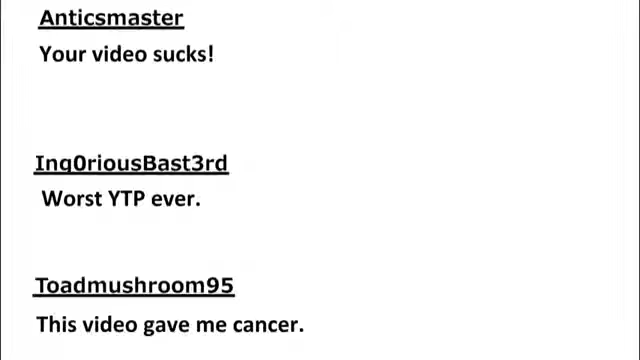 Anticsmaster
Your video sucks!
Inq0riousBast3rd
Worst YTP ever.
Toadmushroom95
This video gave me cancer.